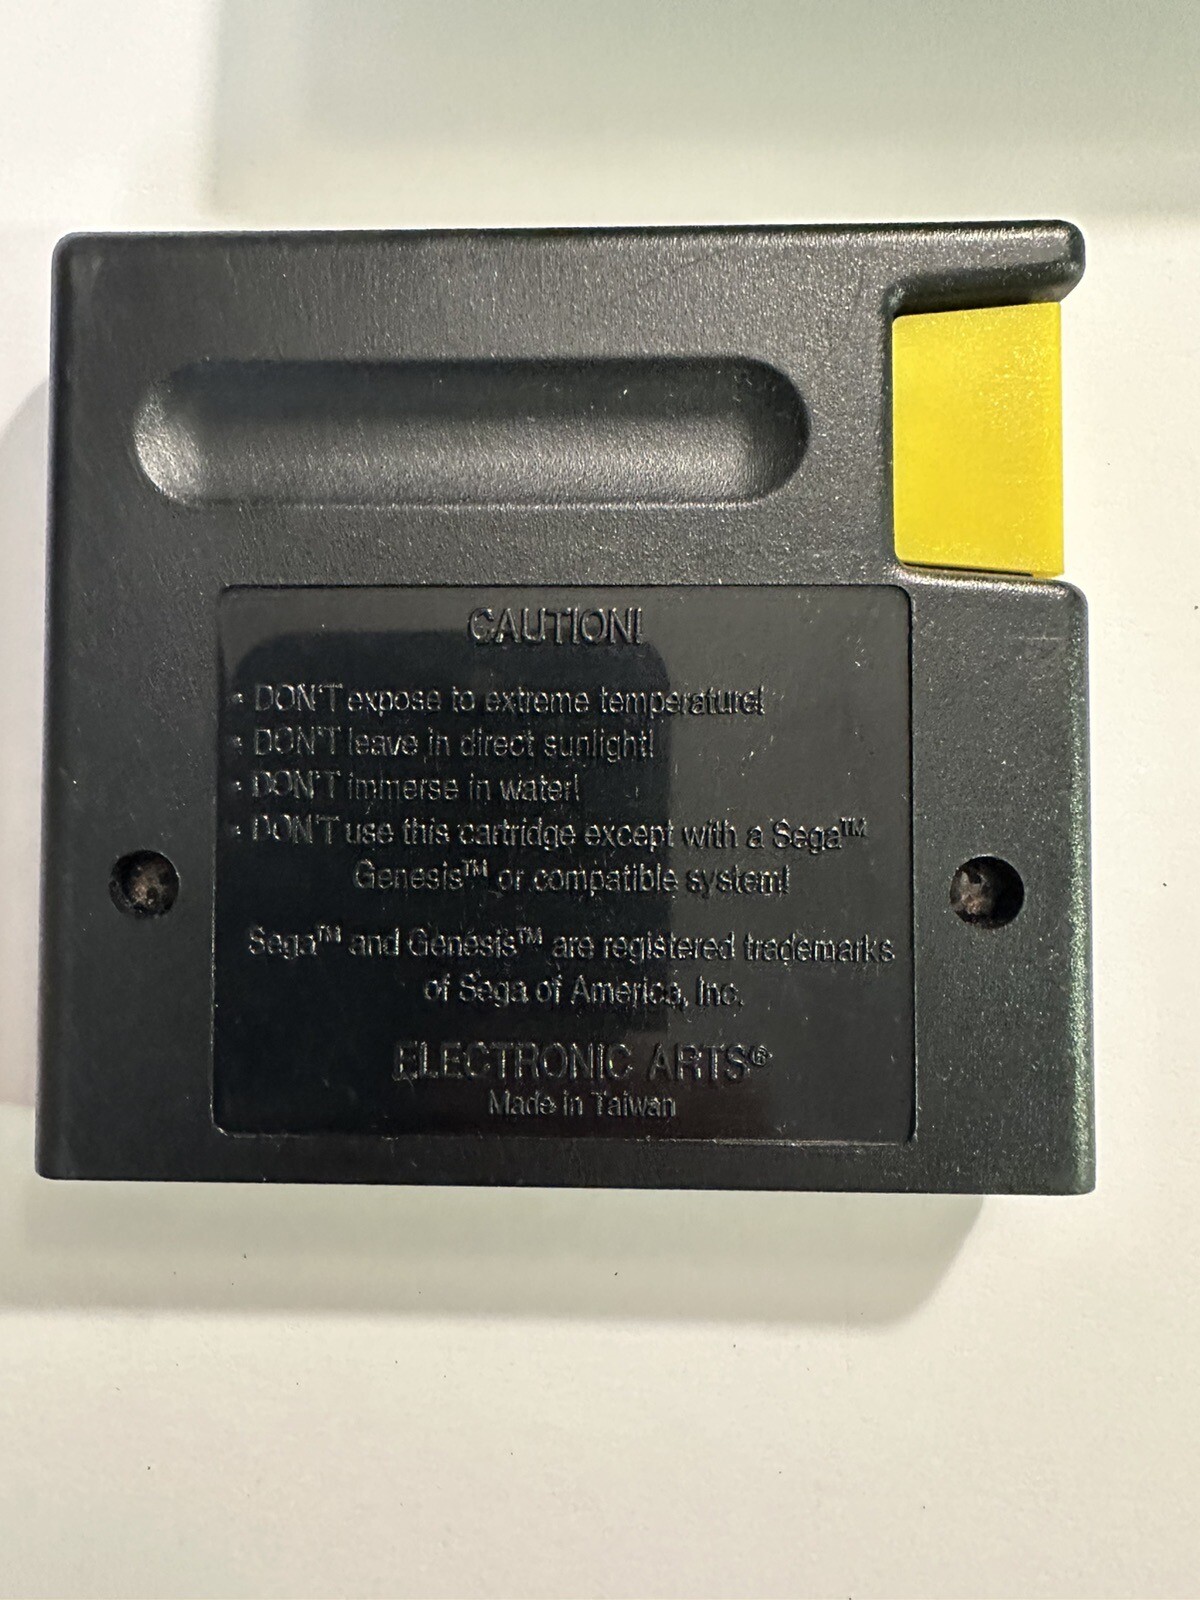 CAUTION!
• DON'T expose to extreme temperature!
• DON'T leave in direct sunlight!
• DON'T immerse in water!
• DON'T use this cartridge except with a Sega™
Genesis™ or compatible system!
Sega™ and Genesis™ are registered trademarks
of Sega of America, Inc.
ELECTRONIC ARTS®
Made in Taiwan